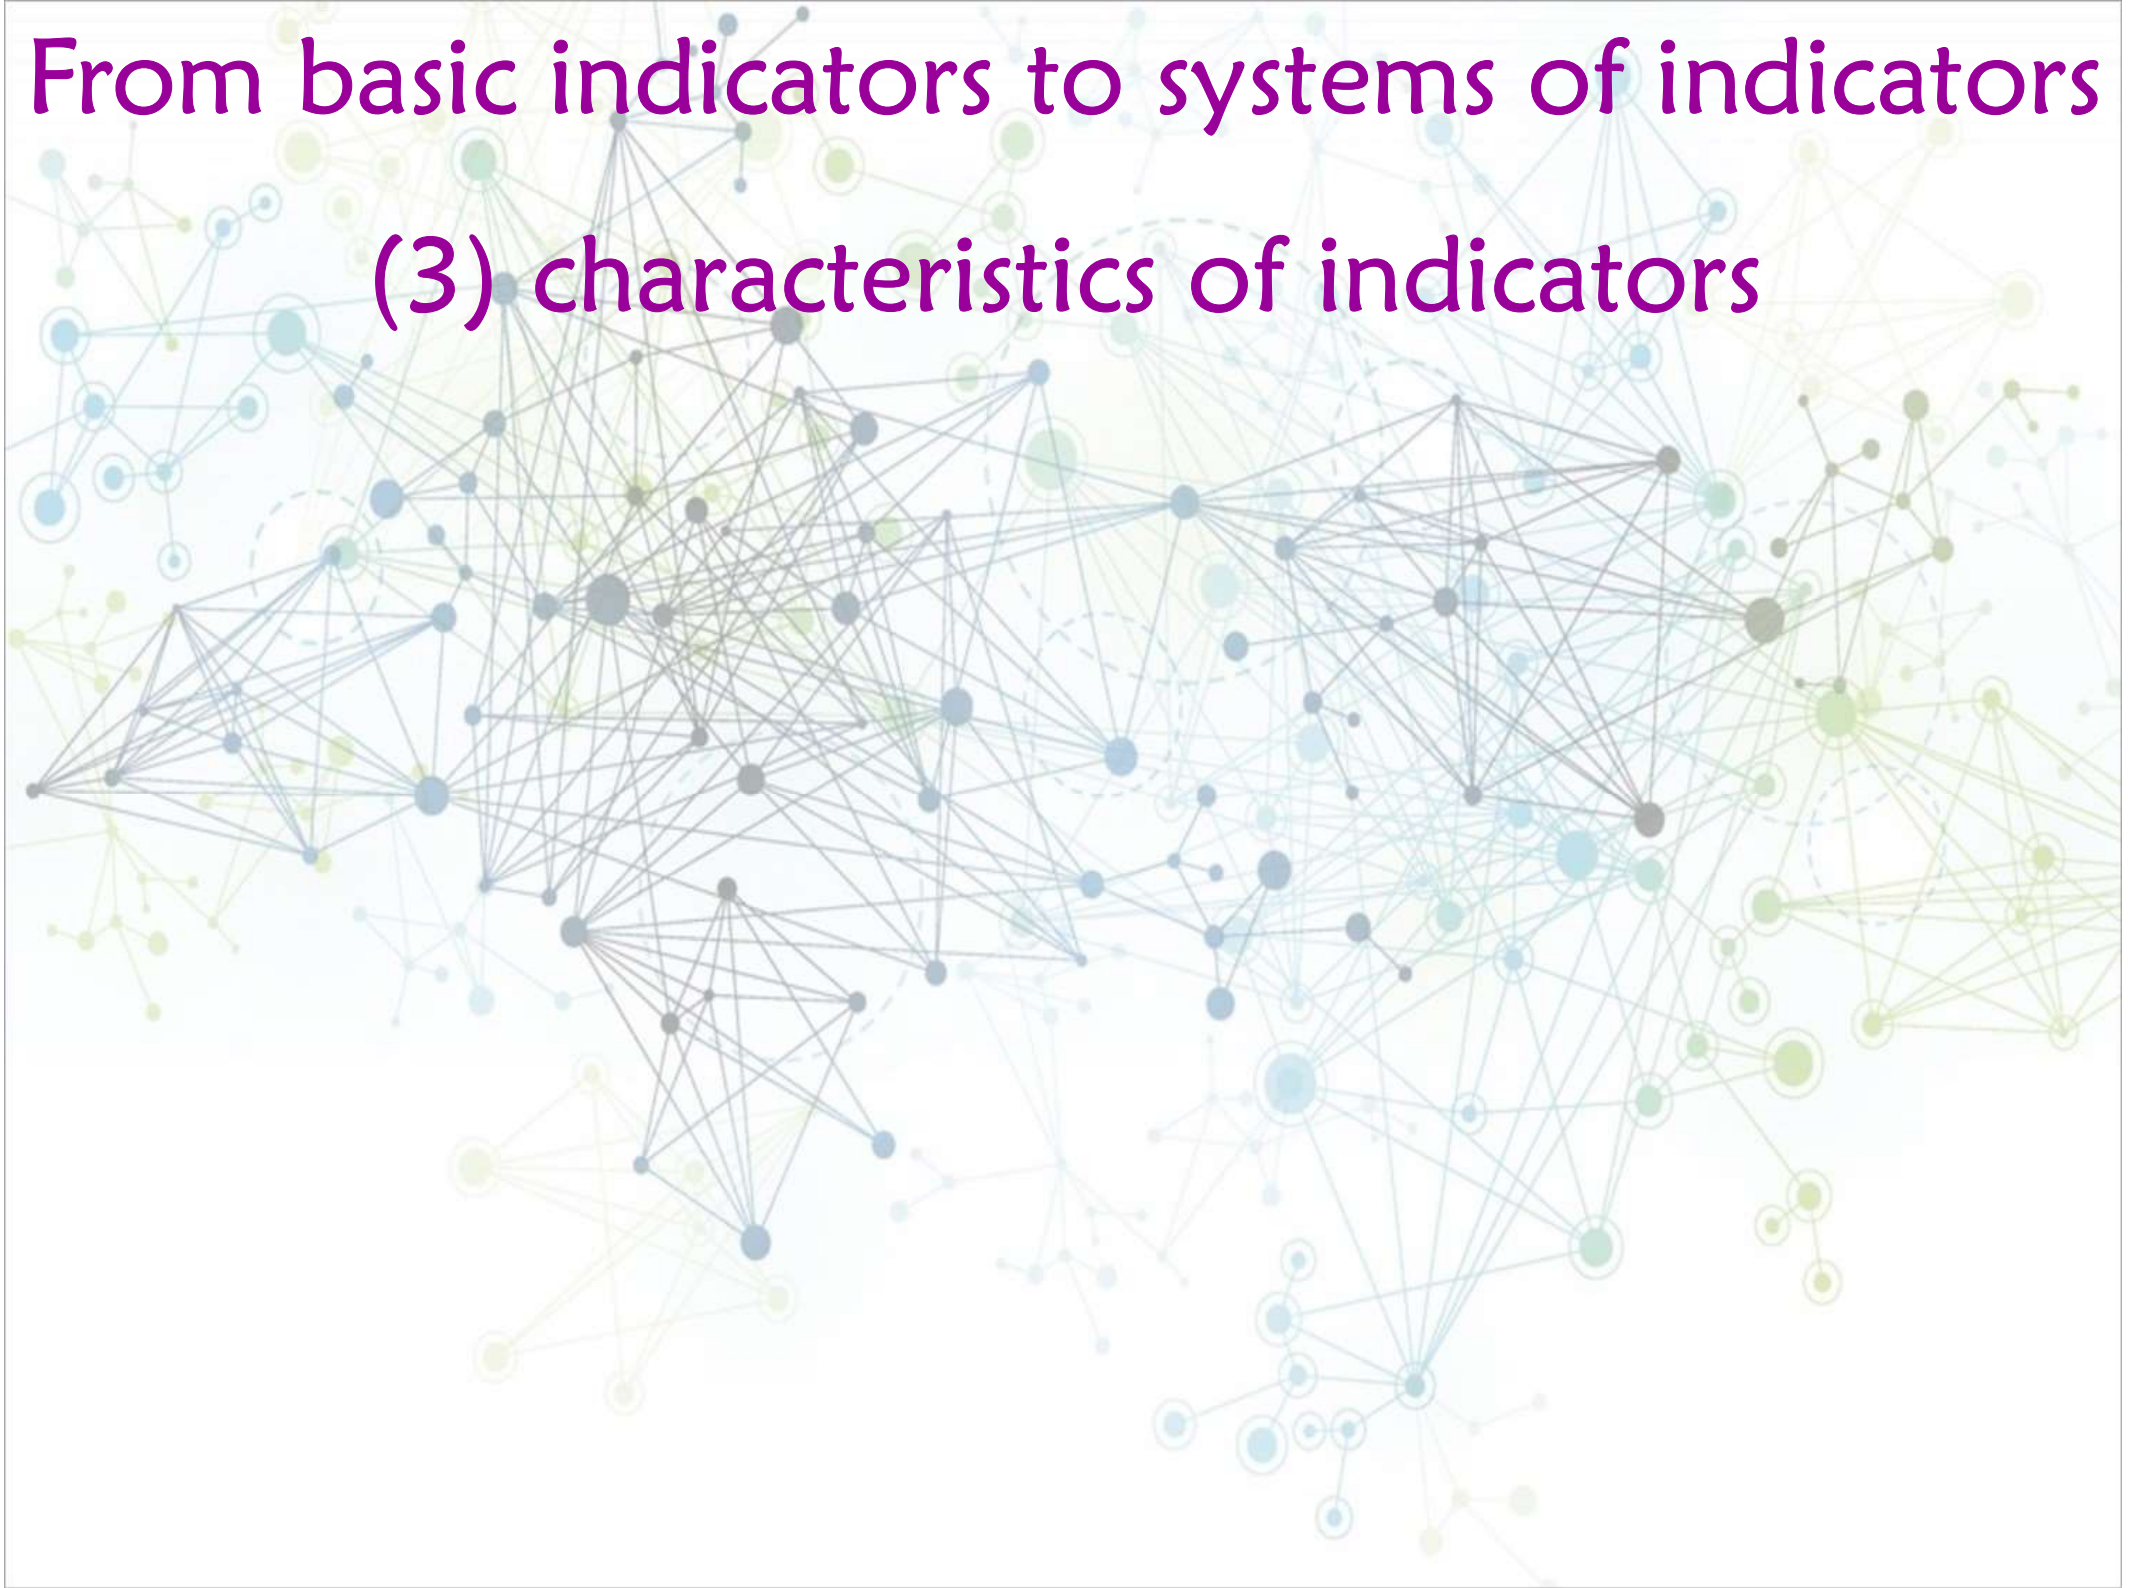 From basic indicators to systems of indicators
(3) characteristics of indicators